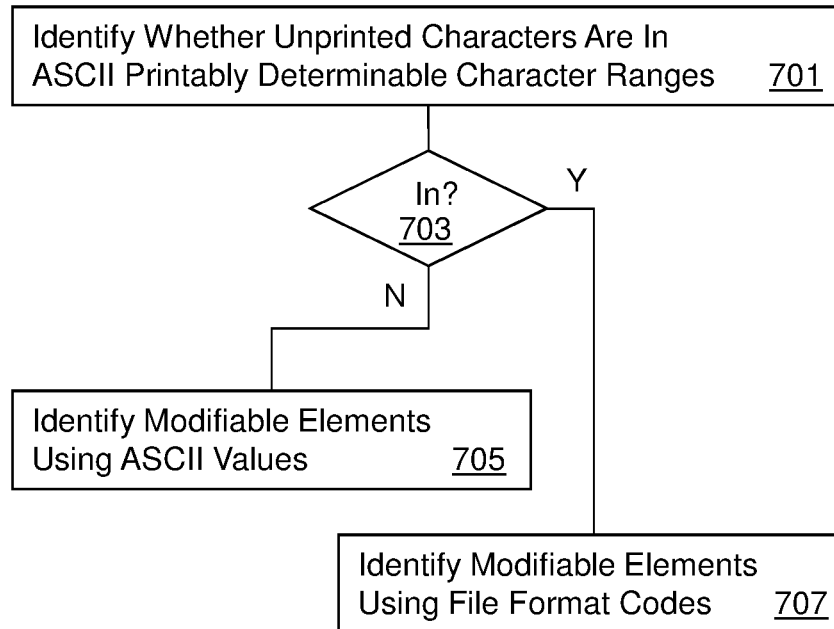 Identify Whether Unprinted Characters Are In
ASCII Printably Determinable Character Ranges 701
In?
703
Y
N
Identify Modifiable Elements
Using ASCII Values 705
Identify Modifiable Elements
Using File Format Codes 707